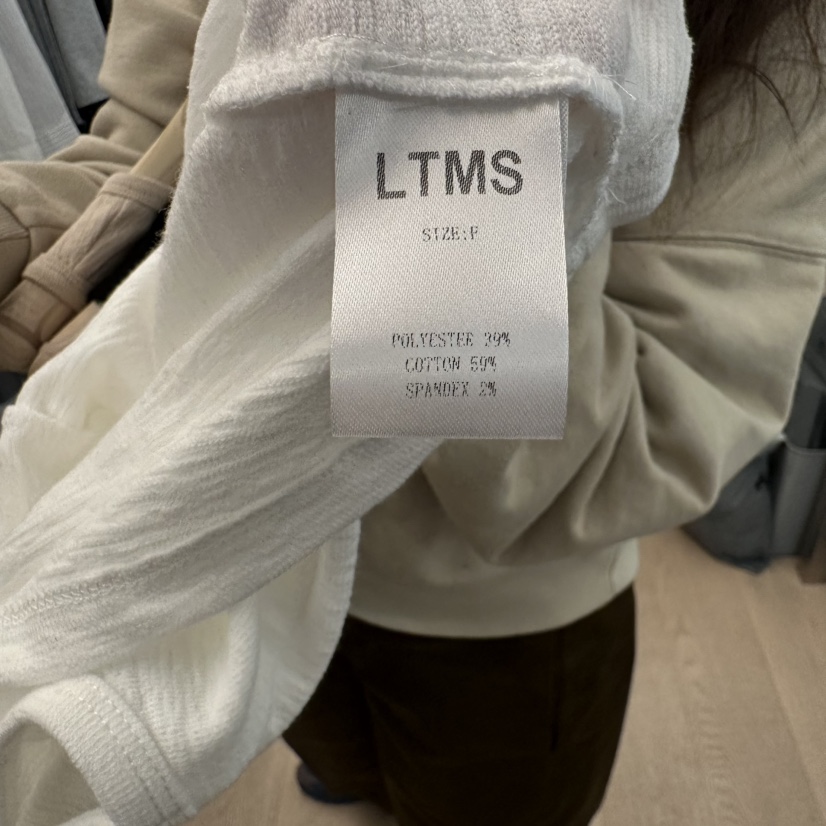 LTMS
SIZE:F
POLYESTER 39%
COTTON 59%
SPANDEX 2%